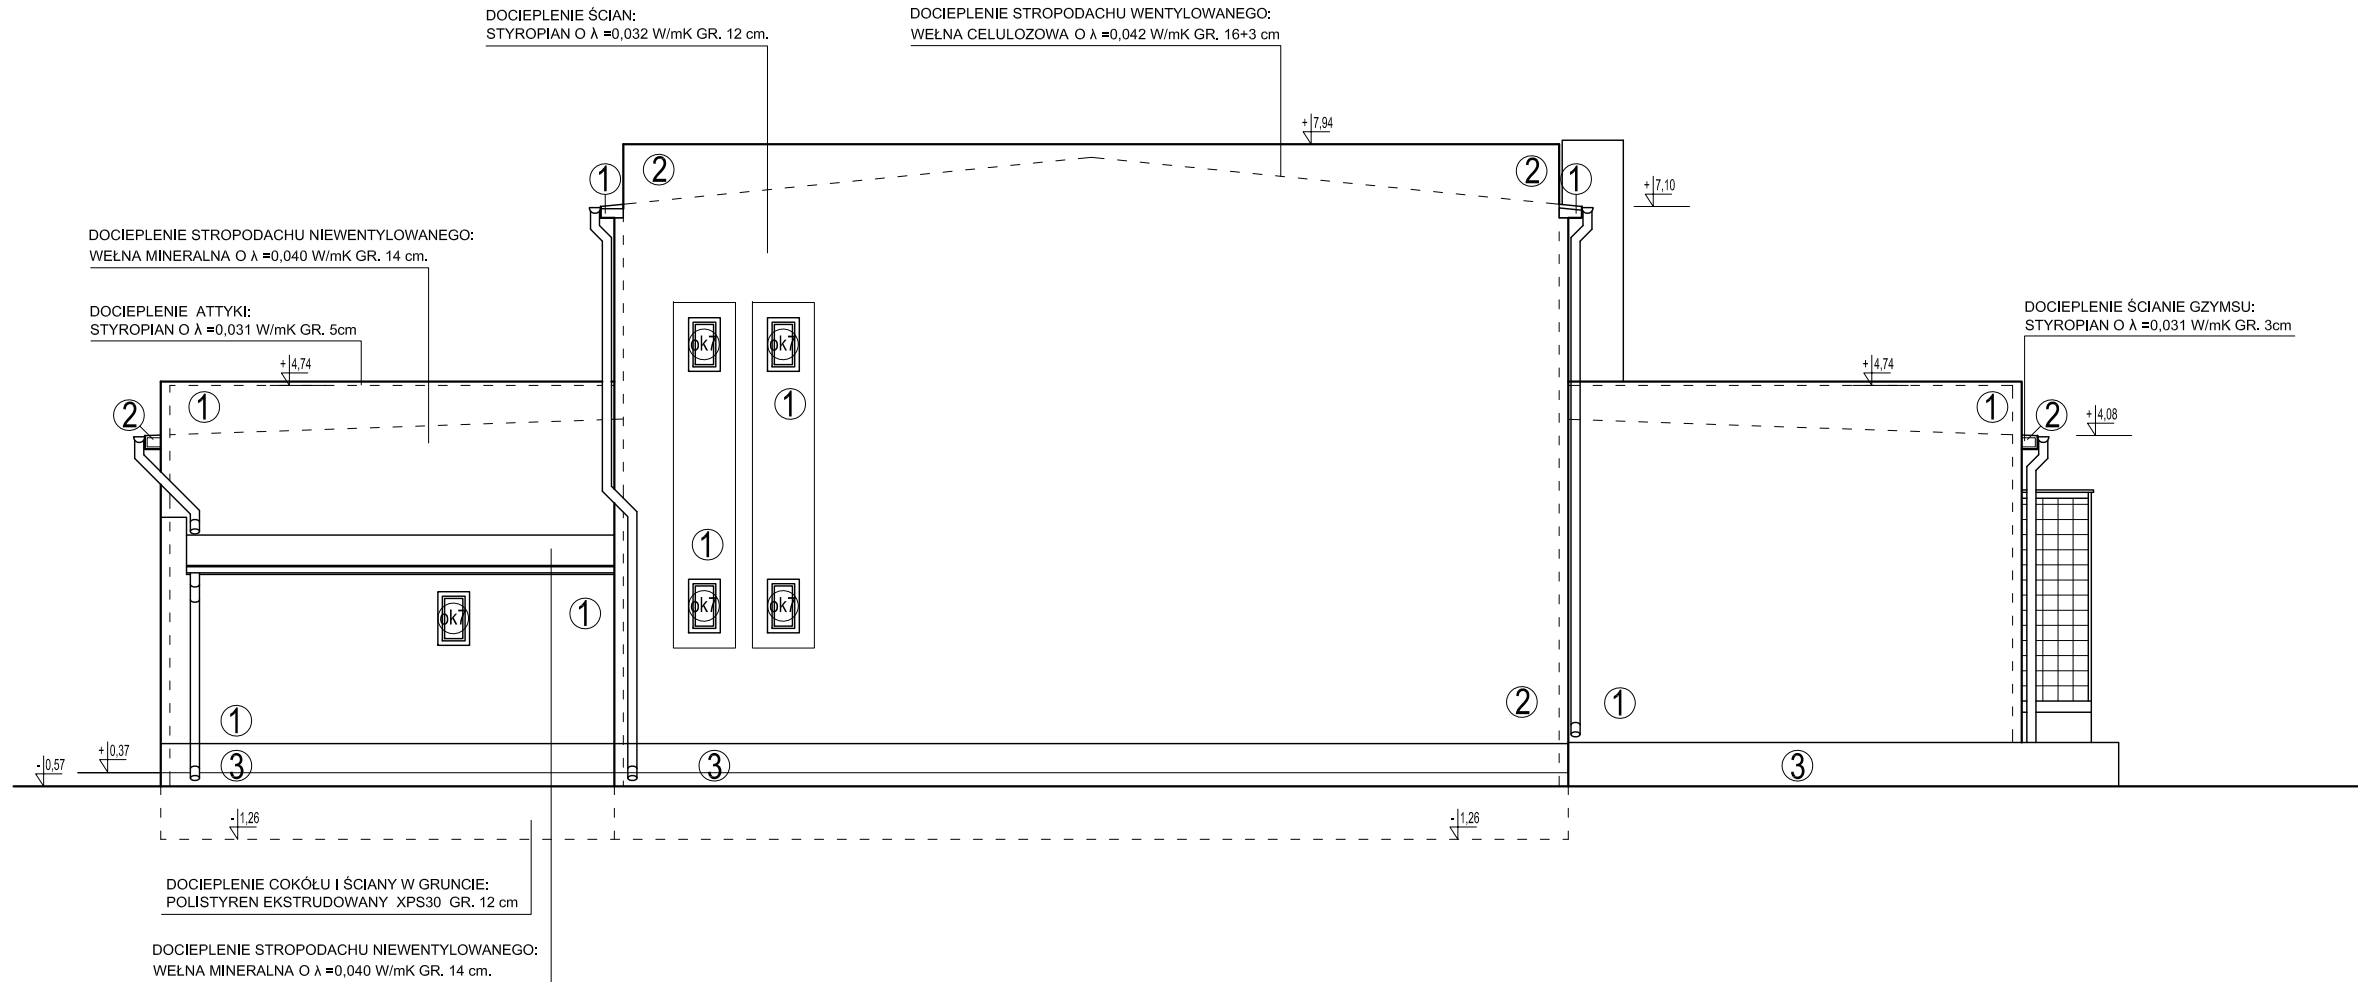 DOCIEPLENIE ŚCIAN:
STYROPIAN O λ =0,032 W/mK GR. 12 cm.
DOCIEPLENIE STROPODACHU WENTYLOWANEGO:
WEŁNA CELULOZOWA O λ =0,042 W/mK GR. 16+3 cm
+ 7,94
1
2
2
1
+ 7,10
DOCIEPLENIE STROPODACHU NIEWENTYLOWANEGO:
WEŁNA MINERALNA O λ =0,040 W/mK GR. 14 cm.
DOCIEPLENIE ATTYKI:
STYROPIAN O λ =0,031 W/mK GR. 5cm
DOCIEPLENIE ŚCIANIE GZYMSU:
STYROPIAN O λ =0,031 W/mK GR. 3cm
ok7
ok7
+ 4,74
+ 4,74
2
1
1
1
2
+ 4,08
1
ok7
ok7
ok7
1
1
2
1
3
3
3
- 0,57
+ 0,37
- 1,26
- 1,26
DOCIEPLENIE COKÓŁU I ŚCIANY W GRUNCIE:
POLISTYREN EKSTRUDOWANY XPS30 GR. 12 cm
DOCIEPLENIE STROPODACHU NIEWENTYLOWANEGO:
WEŁNA MINERALNA O λ =0,040 W/mK GR. 14 cm.